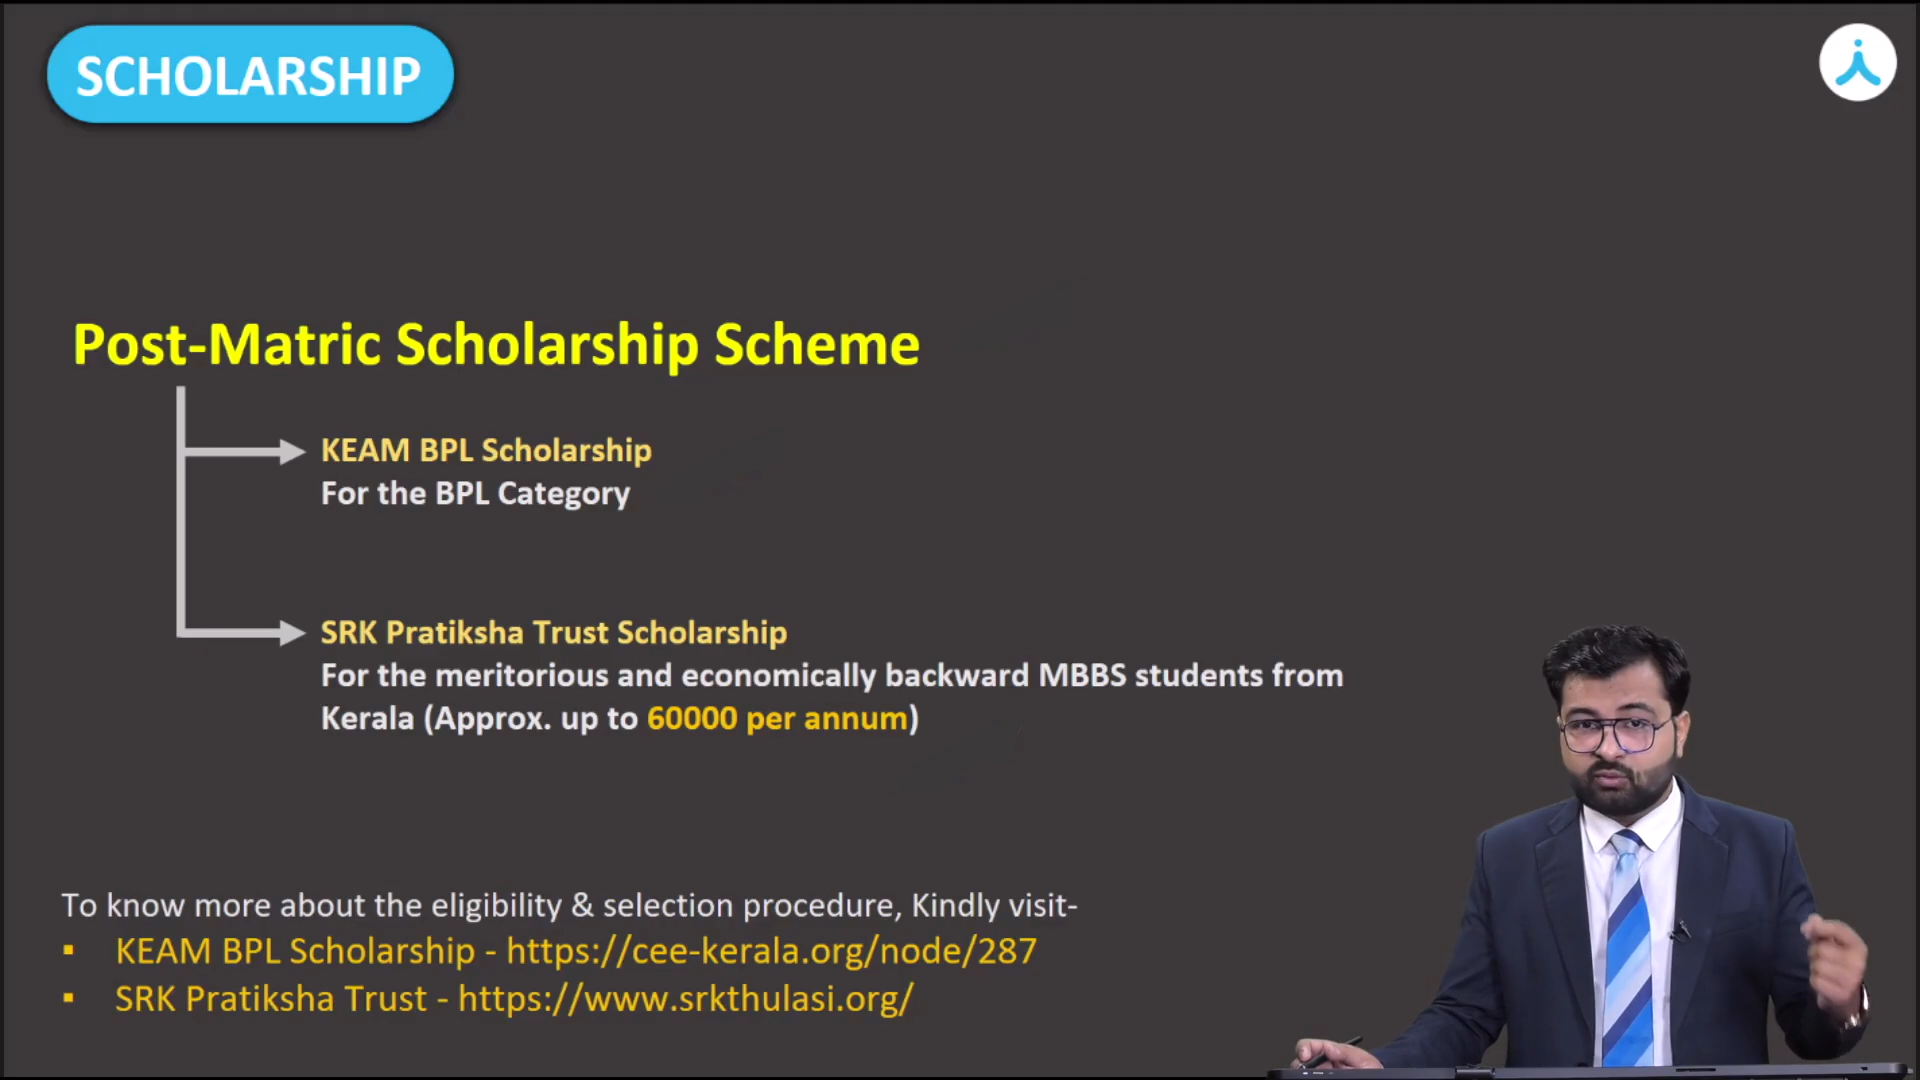 SCHOLARSHIP
Post-Matric Scholarship Scheme
KEAM BPL Scholarship
For the BPL Category
SRK Pratiksha Trust Scholarship
For the meritorious and economically backward MBBS students from
Kerala (Approx. up to 60000 per annum)
To know more about the eligibility & selection procedure, Kindly visit-
▪ KEAM BPL Scholarship - https://cee-kerala.org/node/287
▪ SRK Pratiksha Trust - https://www.srkthulasi.org/